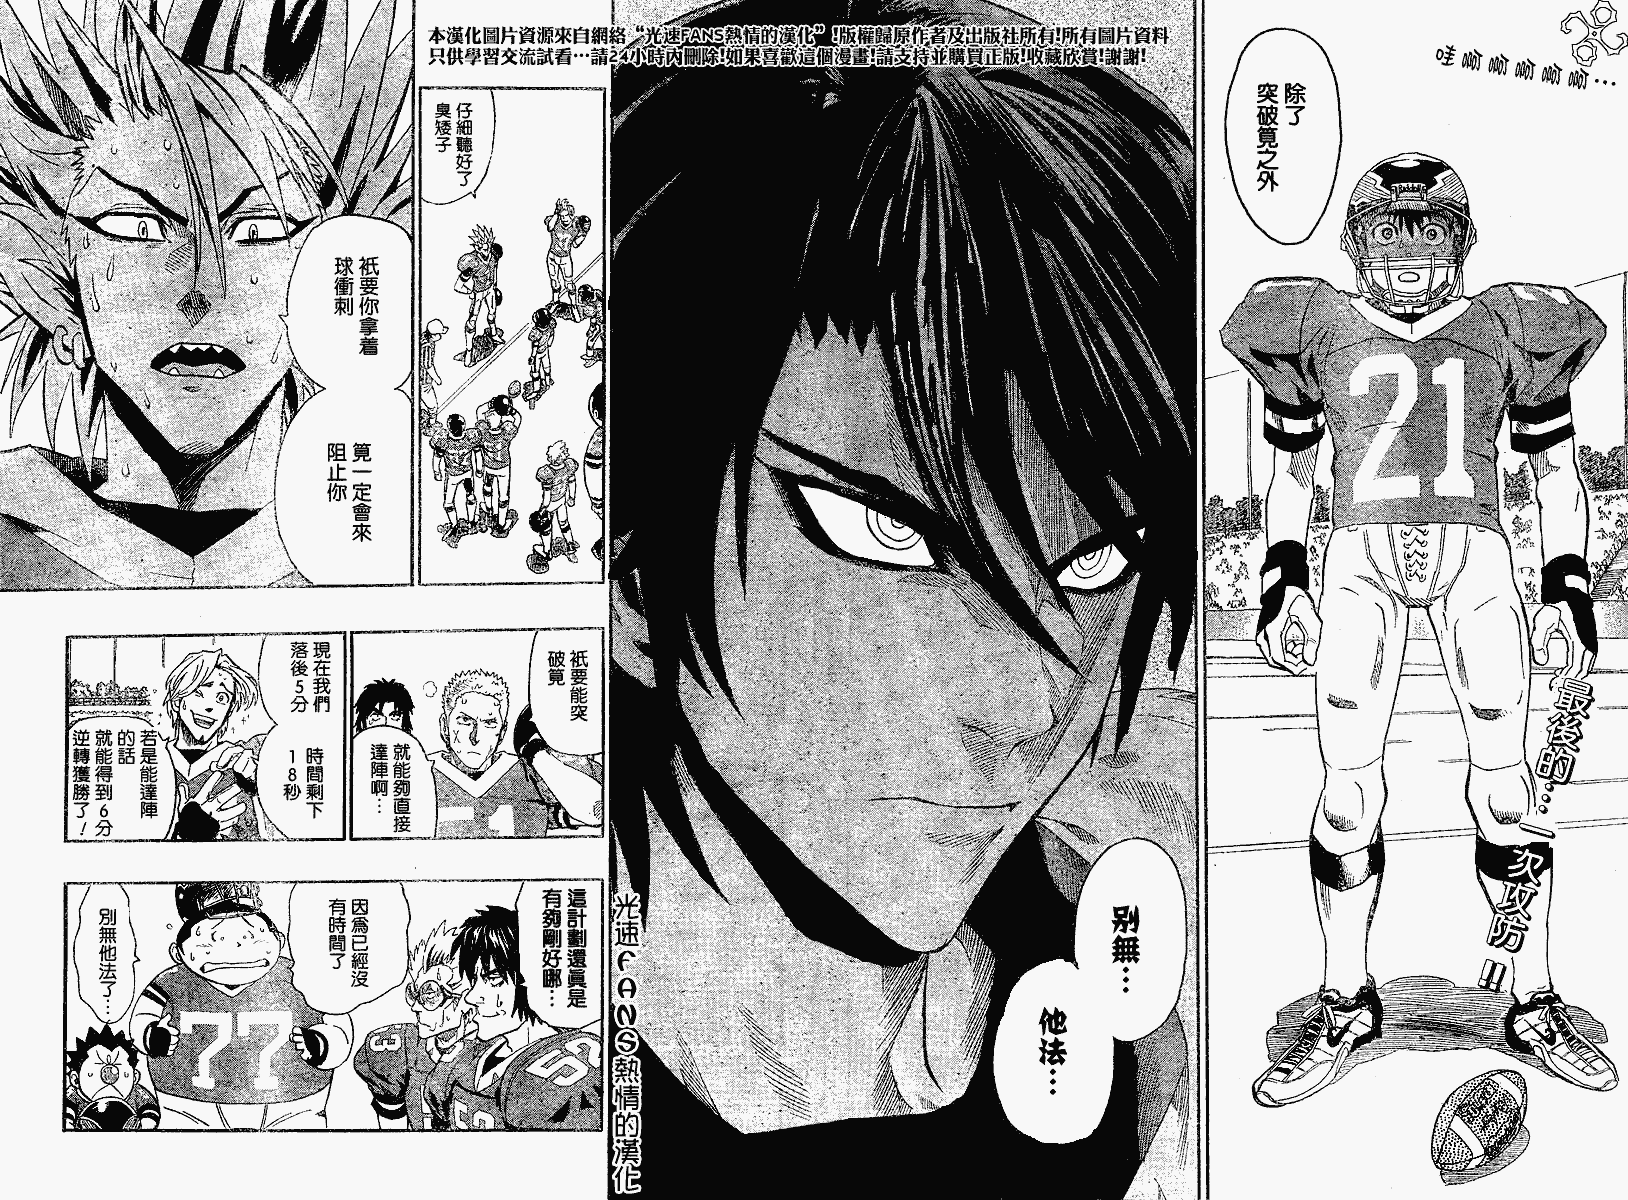 本漢化圖片資源來自網絡“光速FANS熱情的漢化”!版權歸原作者及出版社所有!所有圖片資料
只供學習交流試看…請24小時內刪除!如果喜歡這個漫畫!請支持並購買正版!收藏欣賞!謝謝!
哇啊啊啊啊啊…
除了
突破筧之外
21
最後的……
一次攻防!!
別無…
他法…
光速FANS熱情的漢化
仔細聽好了
臭矮子
衹要你拿着
球衝刺
筧一定會來
阻止你
衹要能突
破筧
就能夠直接
達陣啊…
51
現在我們
落後5分
時間剩下
18秒
若是能達陣
的話
就能得到6分
逆轉獲勝了!
這計劃還眞是
有夠剛好哪…
因爲已經沒
有時間了
別無他法了…
77
3
52
52